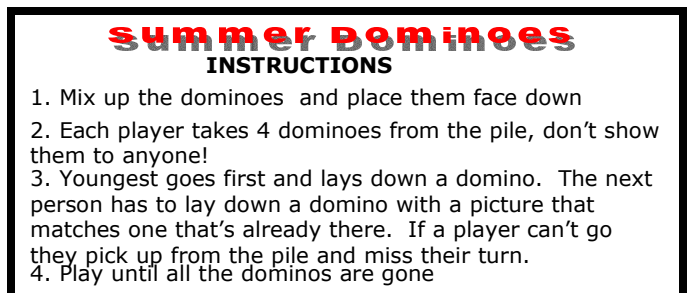 summer Dominoes
INSTRUCTIONS
1. Mix up the dominoes  and place them face down
2. Each player takes 4 dominoes from the pile, don’t show
them to anyone!
3. Youngest goes first and lays down a domino.  The next
person has to lay down a domino with a picture that
matches one that’s already there.  If a player can’t go
they pick up from the pile and miss their turn.
4. Play until all the dominos are gone